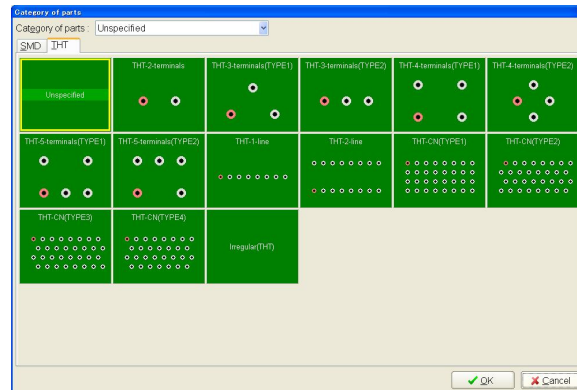 Category of parts
Category of parts : Unspecified
SMD THT
Unspecified
THT-2-terminals
THT-3-terminals(TYPE1)
THT-3-terminals(TYPE2)
THT-4-terminals(TYPE1)
THT-4-terminals(TYPE2)
THT-5-terminals(TYPE1)
THT-5-terminals(TYPE2)
THT-1-line
THT-2-line
THT-CN(TYPE1)
THT-CN(TYPE2)
THT-CN(TYPE3)
THT-CN(TYPE4)
Irregular(THT)
OK
Cancel